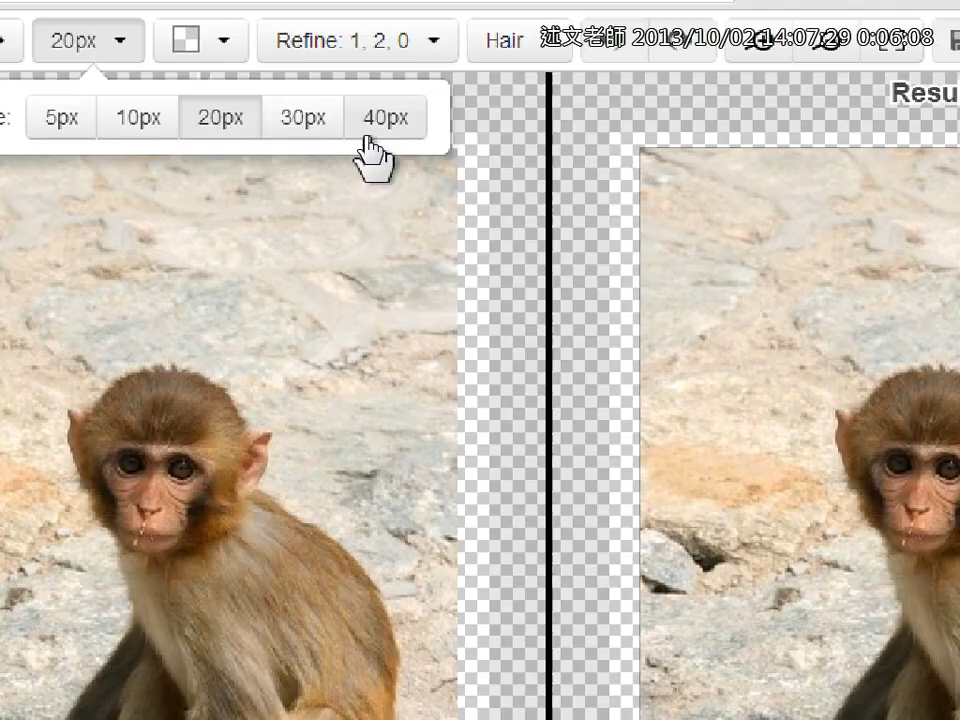 20px
Refine: 1, 2, 0
Hair
述文老師 2013/10/02 14:07:29 0:06:08
e:
5px
10px
20px
30px
40px
Resu